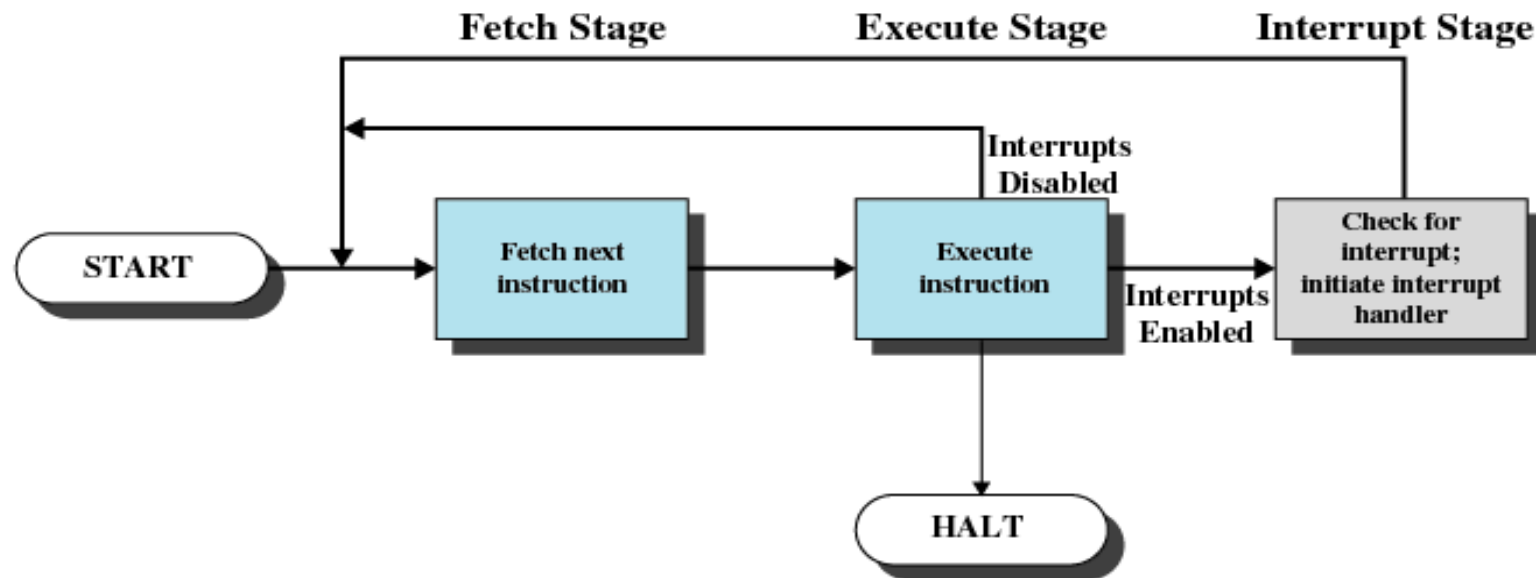 Fetch Stage
Execute Stage
Interrupt Stage
Interrupts
Disabled
START
Fetch next
instruction
Execute
instruction
Interrupts
Enabled
Check for
interrupt;
initiate interrupt
handler
HALT